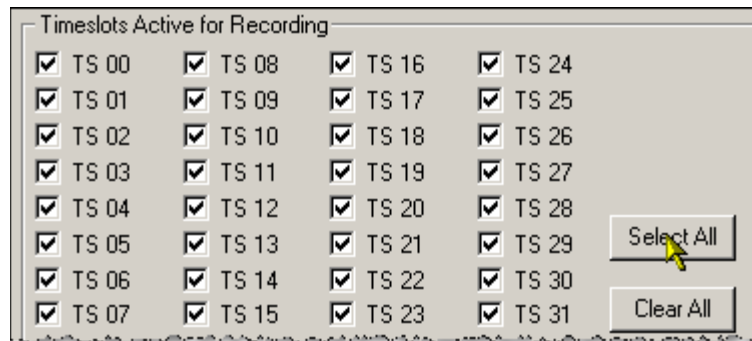 Timeslots Active for Recording
TS 00 TS 08 TS 16 TS 24
TS 01 TS 09 TS 17 TS 25
TS 02 TS 10 TS 18 TS 26
TS 03 TS 11 TS 19 TS 27
TS 04 TS 12 TS 20 TS 28
TS 05 TS 13 TS 21 TS 29 Select All
TS 06 TS 14 TS 22 TS 30
TS 07 TS 15 TS 23 TS 31 Clear All